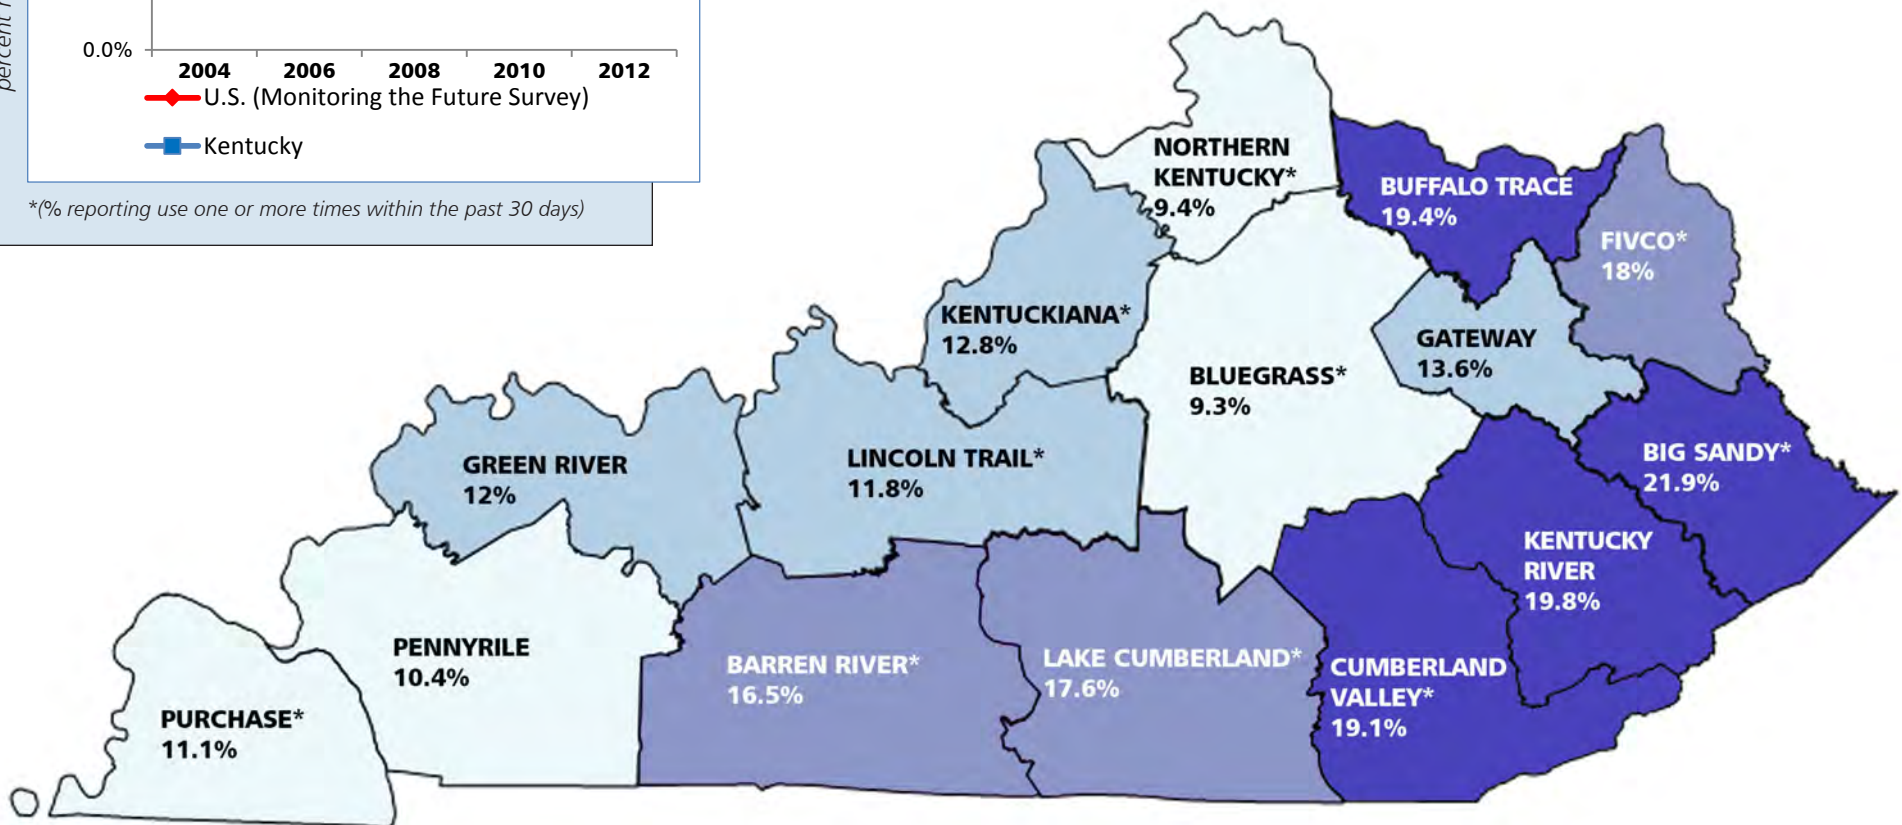 percent
0.0%
2004 2006 2008 2010 2012
U.S. (Monitoring the Future Survey)
Kentucky
*(% reporting use one or more times within the past 30 days)
NORTHERN
KENTUCKY*
9.4%
BUFFALO TRACE
19.4%
FIVCO*
18%
KENTUCKIANA*
12.8%
GATEWAY
13.6%
BLUEGRASS*
9.3%
GREEN RIVER
12%
LINCOLN TRAIL*
11.8%
BIG SANDY*
21.9%
KENTUCKY
RIVER
19.8%
PENNYRILE
10.4%
BARREN RIVER*
16.5%
LAKE CUMBERLAND*
17.6%
CUMBERLAND
VALLEY*
19.1%
PURCHASE*
11.1%